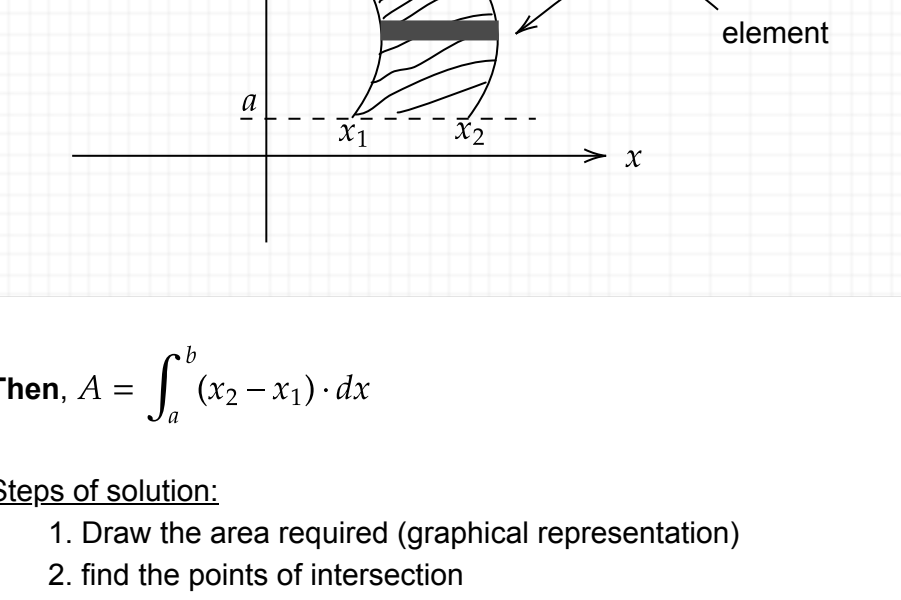 element
a
x₁ x₂
x
Then, A = ∫ₐᵇ (x₂ − x₁) · dx
Steps of solution:
1. Draw the area required (graphical representation)
2. find the points of intersection